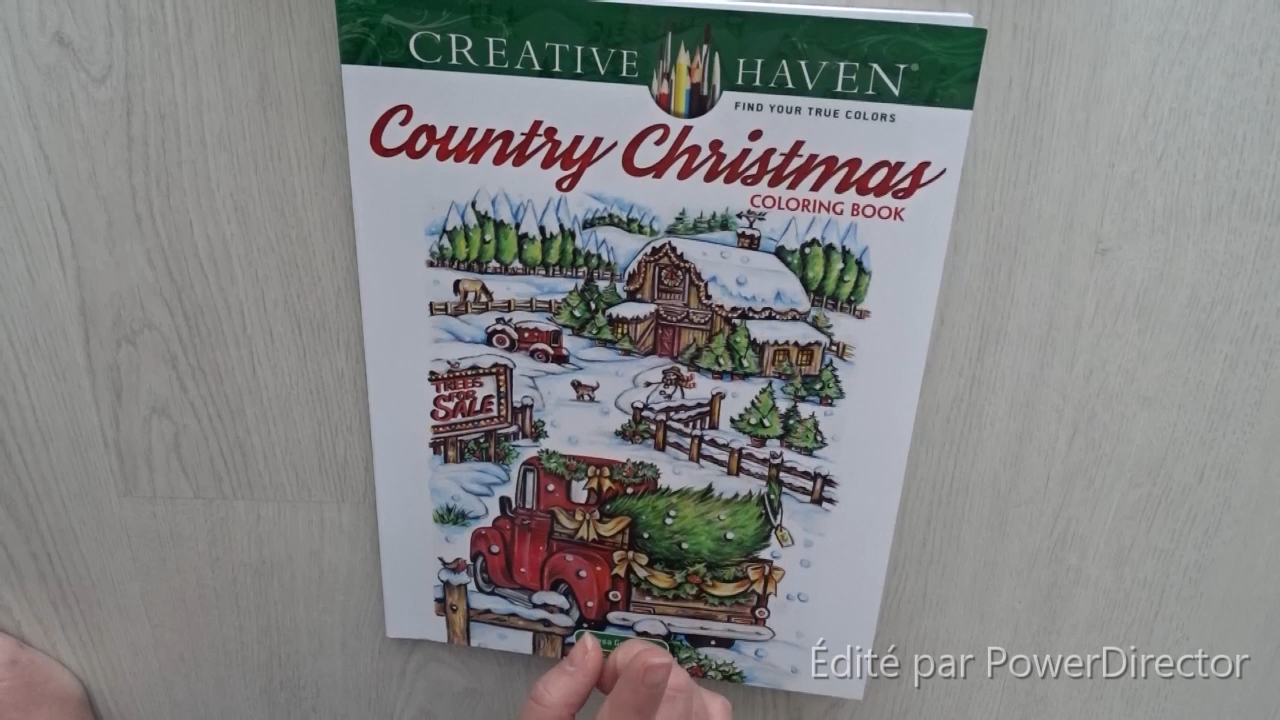 CREATIVE HAVEN®
FIND YOUR TRUE COLORS
Country Christmas
COLORING BOOK
TREES
FOR
SALE
Édité par PowerDirector